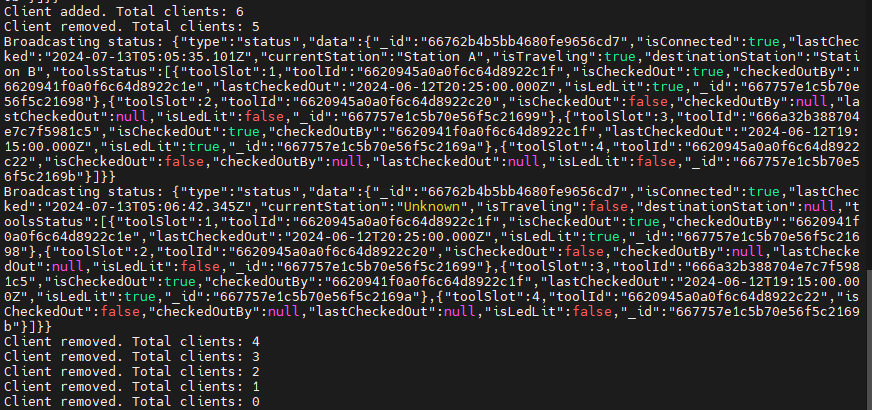 Client added. Total clients: 6
Client removed. Total clients: 5
Broadcasting status: {"type":"status","data":{"_id":"66762b4b5bb4680fe9656cd7","isConnected":true,"lastChec
ked":"2024-07-13T05:05:35.101Z","currentStation":"Station A","isTraveling":true,"destinationStation":"Stati
on B","toolsStatus":[{"toolSlot":1,"toolId":"6620945a0a0f6c64d8922c1f","isCheckedOut":true,"checkedOutBy":"
6620941f0a0f6c64d8922c1e","lastCheckedOut":"2024-06-12T20:25:00.000Z","isLedLit":true,"_id":"667757e1c5b70e
56f5c21698"},{"toolSlot":2,"toolId":"6620945a0a0f6c64d8922c20","isCheckedOut":false,"checkedOutBy":null,"la
stCheckedOut":null,"isLedLit":false,"_id":"667757e1c5b70e56f5c21699"},{"toolSlot":3,"toolId":"666a32b388704
e7c7f5981c5","isCheckedOut":true,"checkedOutBy":"6620941f0a0f6c64d8922c1f","lastCheckedOut":"2024-06-12T19:
15:00.000Z","isLedLit":true,"_id":"667757e1c5b70e56f5c2169a"},{"toolSlot":4,"toolId":"6620945a0a0f6c64d8922
c22","isCheckedOut":false,"checkedOutBy":null,"lastCheckedOut":null,"isLedLit":false,"_id":"667757e1c5b70e5
6f5c2169b"}]}}
Broadcasting status: {"type":"status","data":{"_id":"66762b4b5bb4680fe9656cd7","isConnected":true,"lastChec
ked":"2024-07-13T05:06:42.345Z","currentStation":"Unknown","isTraveling":false,"destinationStation":null,"t
oolsStatus":[{"toolSlot":1,"toolId":"6620945a0a0f6c64d8922c1f","isCheckedOut":true,"checkedOutBy":"6620941f
0a0f6c64d8922c1e","lastCheckedOut":"2024-06-12T20:25:00.000Z","isLedLit":true,"_id":"667757e1c5b70e56f5c216
98"},{"toolSlot":2,"toolId":"6620945a0a0f6c64d8922c20","isCheckedOut":false,"checkedOutBy":null,"lastChecke
dOut":null,"isLedLit":false,"_id":"667757e1c5b70e56f5c21699"},{"toolSlot":3,"toolId":"666a32b388704e7c7f598
1c5","isCheckedOut":true,"checkedOutBy":"6620941f0a0f6c64d8922c1f","lastCheckedOut":"2024-06-12T19:15:00.00
0Z","isLedLit":true,"_id":"667757e1c5b70e56f5c2169a"},{"toolSlot":4,"toolId":"6620945a0a0f6c64d8922c22","is
CheckedOut":false,"checkedOutBy":null,"lastCheckedOut":null,"isLedLit":false,"_id":"667757e1c5b70e56f5c2169
b"}]}}
Client removed. Total clients: 4
Client removed. Total clients: 3
Client removed. Total clients: 2
Client removed. Total clients: 1
Client removed. Total clients: 0